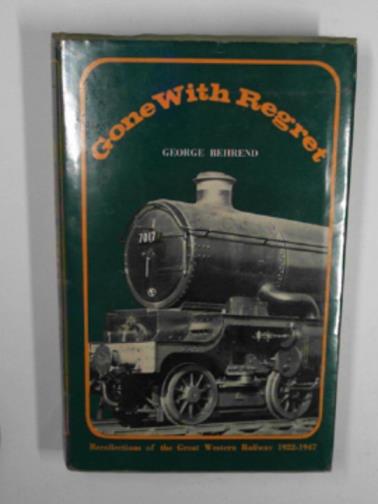 Gone With Regret
GEORGE BEHREND
7017
Recollections of the Great Western Railway 1922-1947